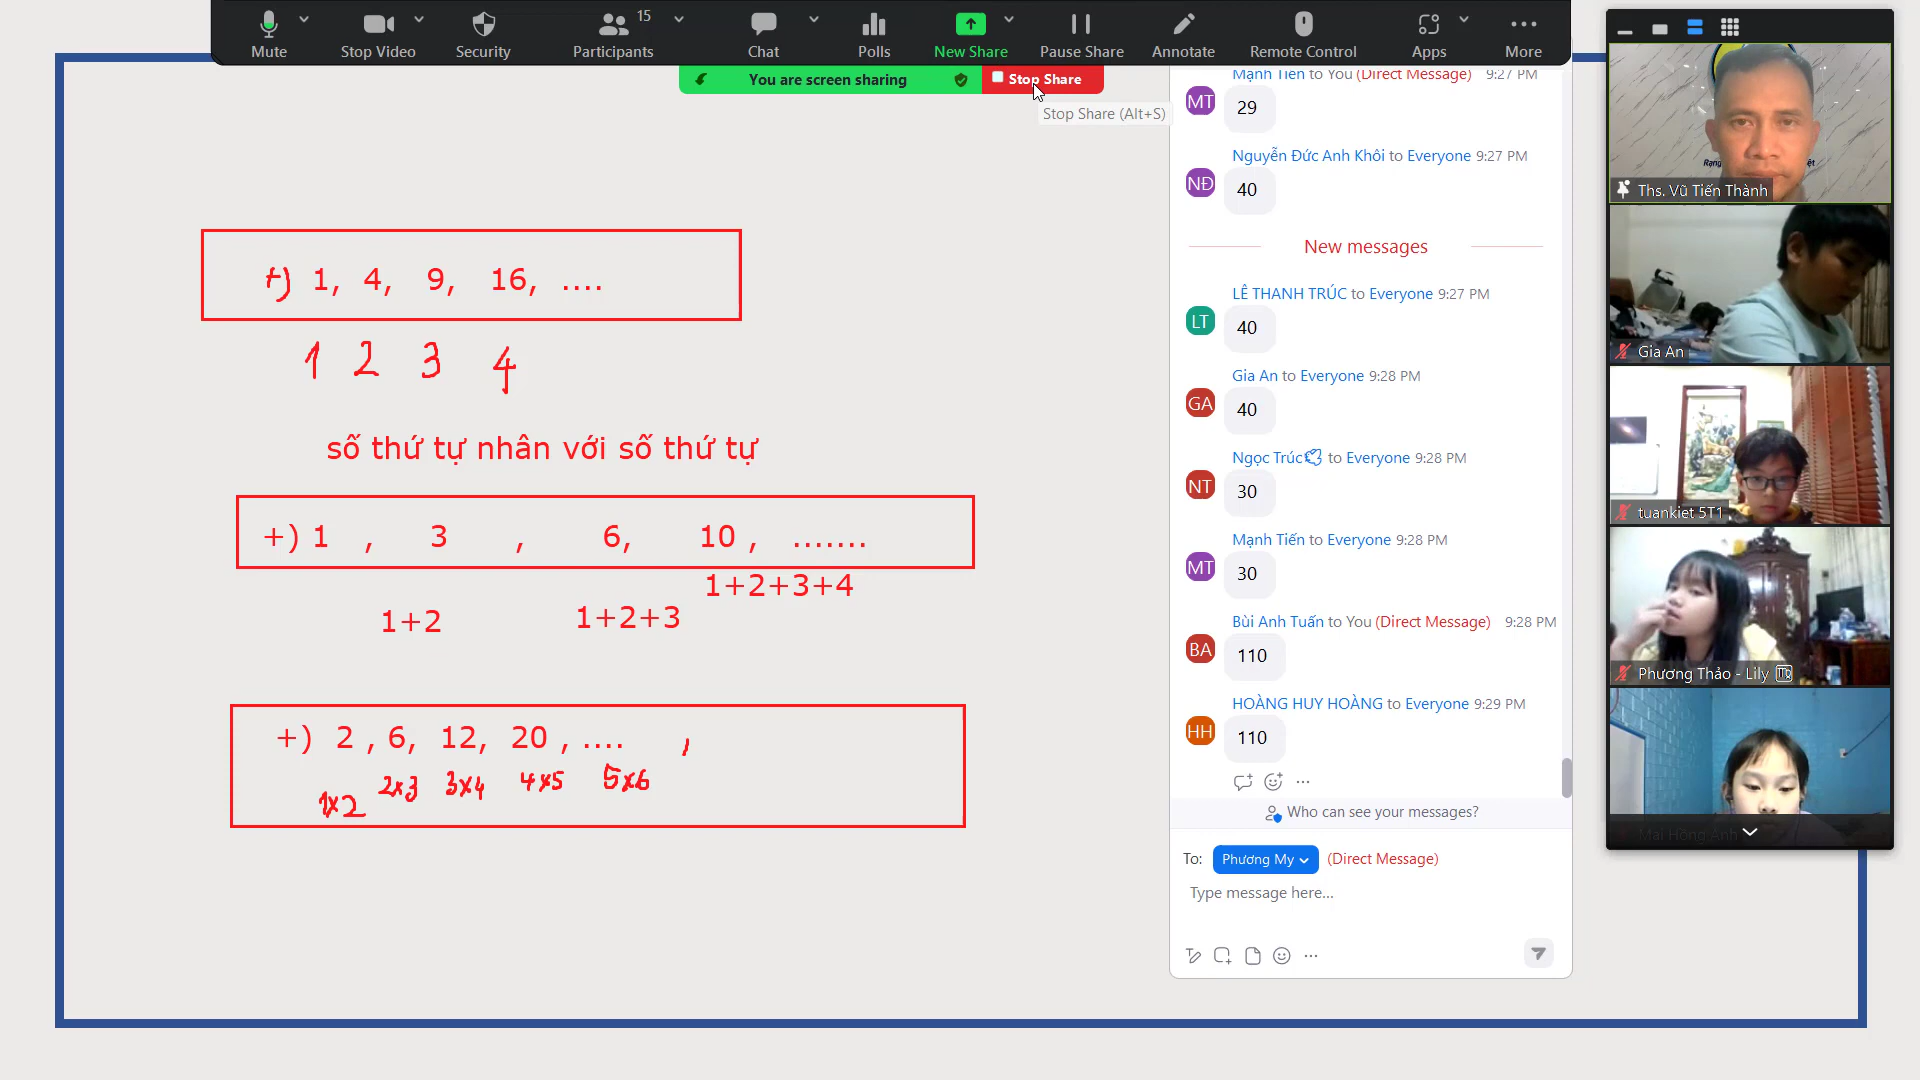 Mute
Stop Video
Security
Participants
15
Chat
Polls
New Share
Pause Share
Annotate
Remote Control
Apps
More
You are screen sharing
Stop Share
Stop Share (Alt+S)
+) 1, 4, 9, 16, ....
1 2 3 4
số thứ tự nhân với số thứ tự
+) 1 , 3 , 6, 10 , .......
1+2 1+2+3 1+2+3+4
+) 2 , 6, 12, 20 , .... ,
1x2 2x3 3x4 4x5 5x6
Mạnh Tiến to You (Direct Message) 9:27 PM
MT
29
Nguyễn Đức Anh Khôi to Everyone 9:27 PM
NĐ
40
New messages
LÊ THANH TRÚC to Everyone 9:27 PM
LT
40
Gia An to Everyone 9:28 PM
GA
40
Ngọc Trúc to Everyone 9:28 PM
NT
30
Mạnh Tiến to Everyone 9:28 PM
MT
30
Bùi Anh Tuấn to You (Direct Message) 9:28 PM
BA
110
HOÀNG HUY HOÀNG to Everyone 9:29 PM
HH
110
Who can see your messages?
To: Phương My (Direct Message)
Type message here...
Ths. Vũ Tiến Thành
Gia An
tuankiet 5T1
Phương Thảo - Lily
Mai Hồng Anh